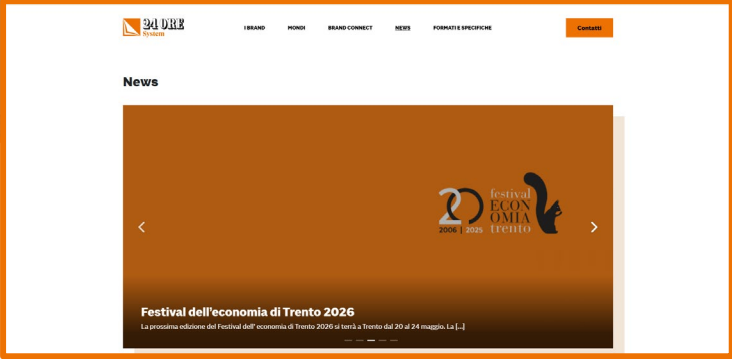 24 ORE
System
I BRAND
MONDI
BRAND CONNECT
NEWS
FORMATI E SPECIFICHE
Contatti
News
20
2006 | 2025
festival
ECON
OMIA
trento
Festival dell'economia di Trento 2026
La prossima edizione del Festival dell' economia di Trento 2026 si terrà a Trento dal 20 al 24 maggio. La [...]